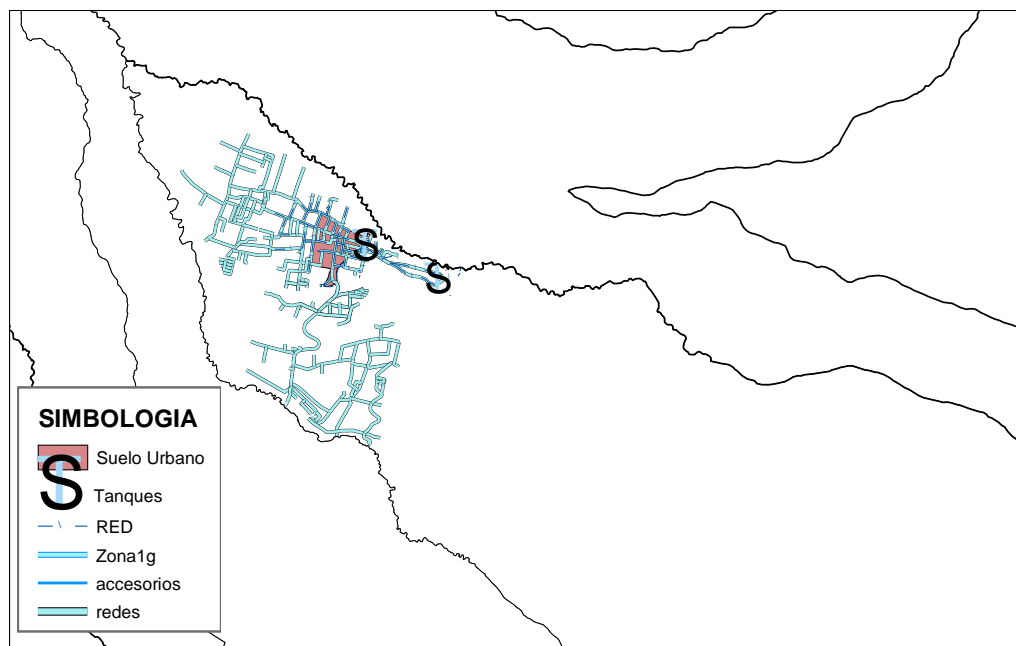 S
S
SIMBOLOGIA
Suelo Urbano
S Tanques
RED
Zona1g
accesorios
redes